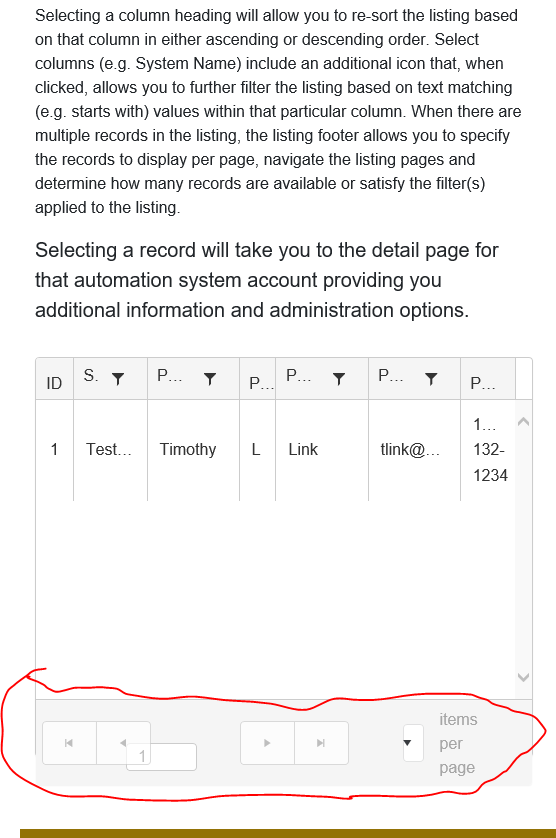 Selecting a column heading will allow you to re-sort the listing based
on that column in either ascending or descending order. Select
columns (e.g. System Name) include an additional icon that, when
clicked, allows you to further filter the listing based on text matching
(e.g. starts with) values within that particular column. When there are
multiple records in the listing, the listing footer allows you to specify
the records to display per page, navigate the listing pages and
determine how many records are available or satisfy the filter(s)
applied to the listing.
Selecting a record will take you to the detail page for
that automation system account providing you
additional information and administration options.
ID S. P... P... P... P... P...
1 Test... Timothy L Link tlink@... 1...
132-
1234
1
items
per
page